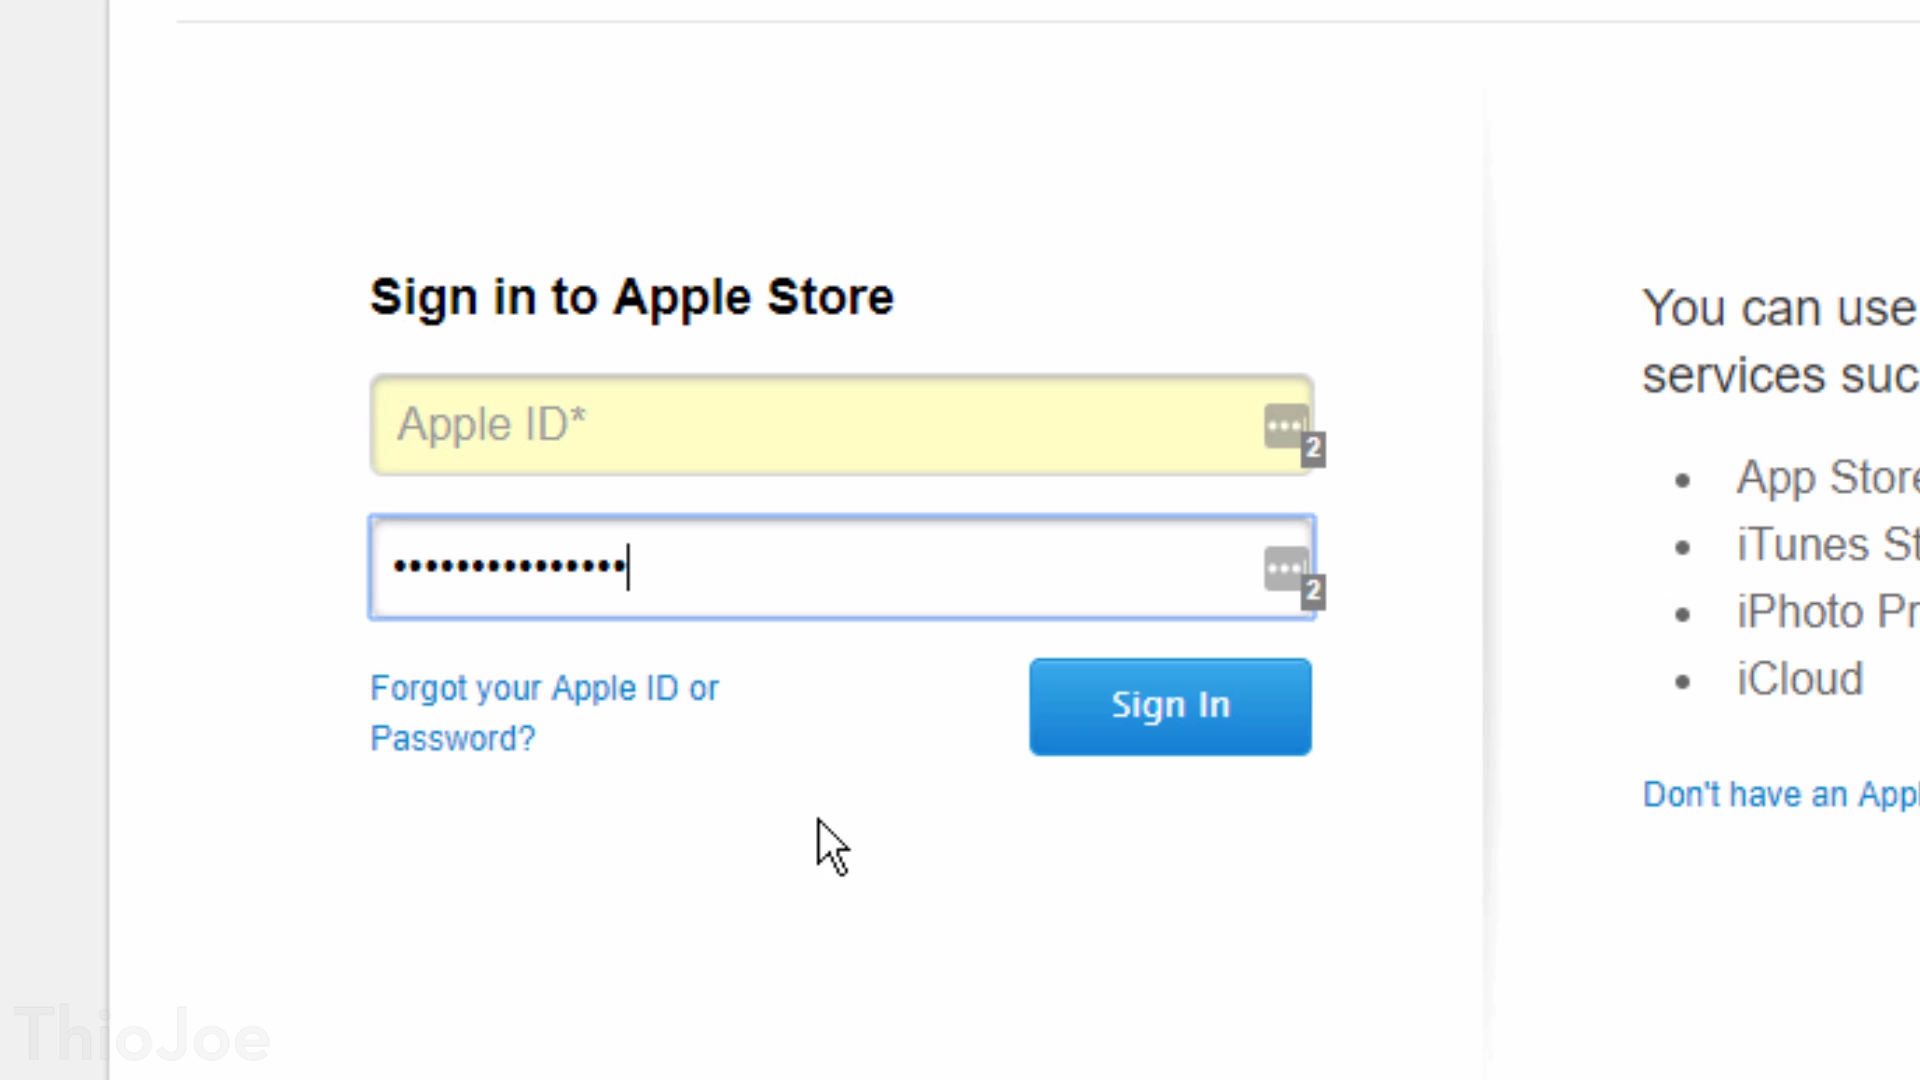 Sign in to Apple Store
Apple ID*
2
•••••••••••••••
2
Forgot your Apple ID or
Password?
Sign In
You can use
services suc
App Store
iTunes St
iPhoto Pr
iCloud
Don't have an Appl
ThioJoe